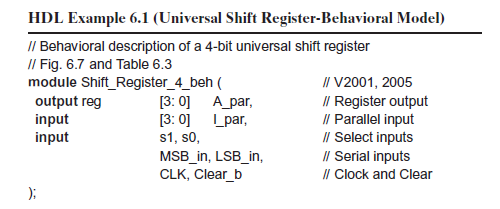 HDL Example 6.1 (Universal Shift Register-Behavioral Model)
// Behavioral description of a 4-bit universal shift register
// Fig. 6.7 and Table 6.3
module Shift_Register_4_beh ( // V2001, 2005
output reg [3: 0] A_par, // Register output
input [3: 0] I_par, // Parallel input
input s1, s0, // Select inputs
MSB_in, LSB_in, // Serial inputs
CLK, Clear_b // Clock and Clear
);